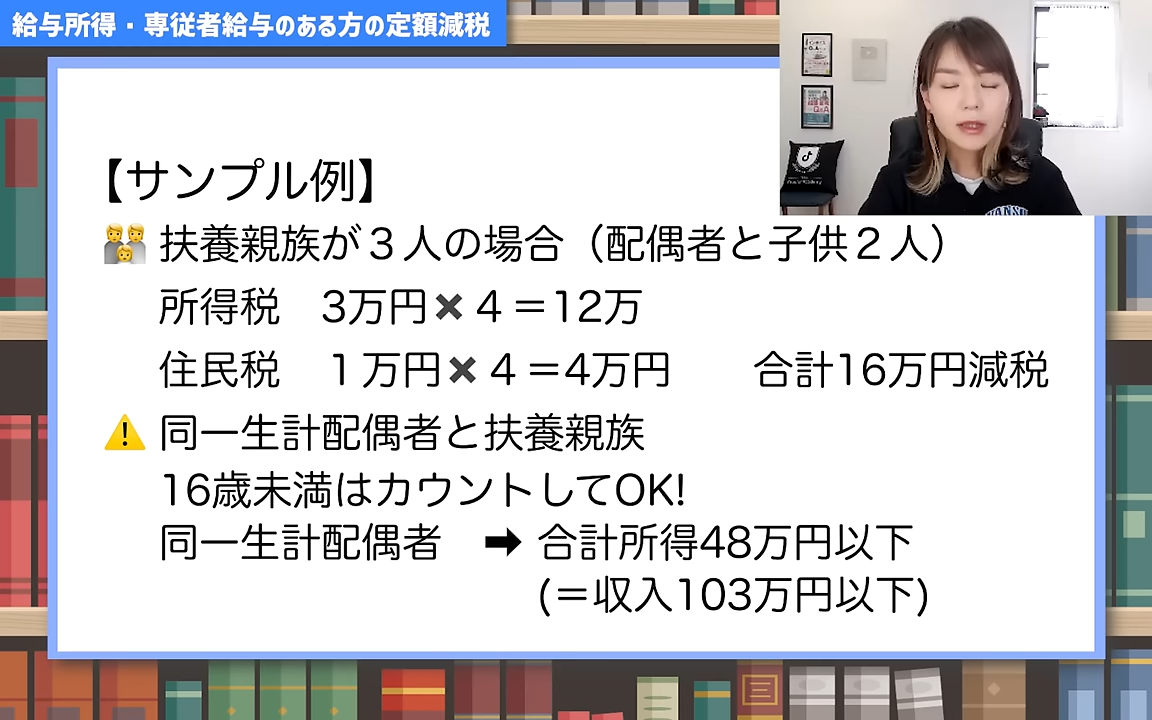 給与所得・専従者給与のある方の定額減税
【サンプル例】
扶養親族が３人の場合（配偶者と子供２人）
所得税　3万円✖４＝12万
住民税　１万円✖４＝4万円　　合計16万円減税
同一生計配偶者と扶養親族
16歳未満はカウントしてOK!
同一生計配偶者　➡ 合計所得48万円以下
(＝収入103万円以下)